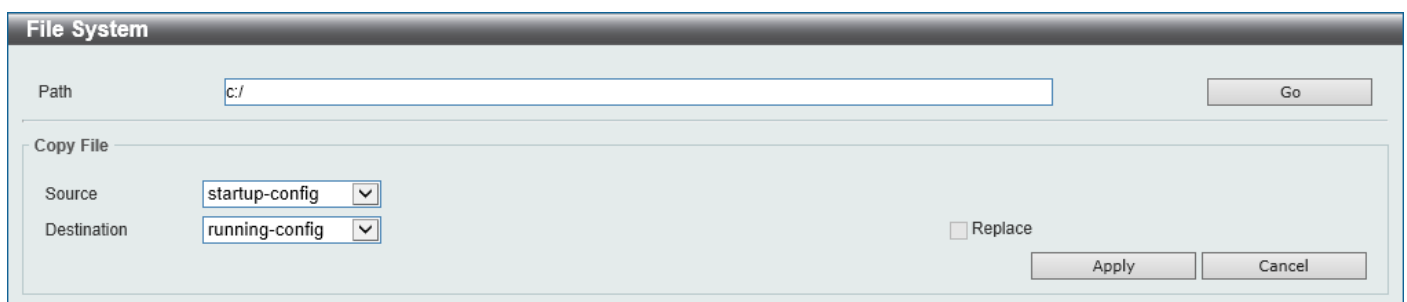 File System
Path c:/ Go
Copy File
Source startup-config
Destination running-config Replace
Apply Cancel